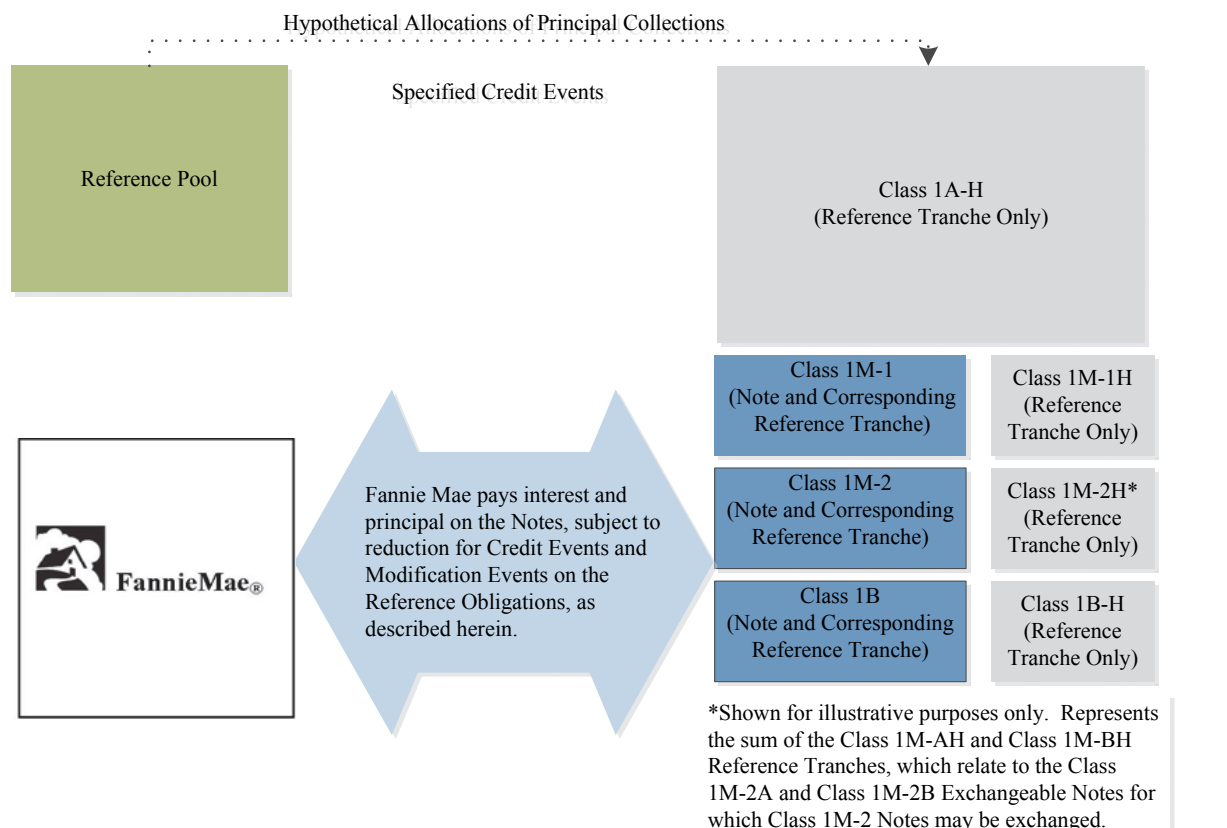 Hypothetical Allocations of Principal Collections
Specified Credit Events
Reference Pool
Class 1A-H
(Reference Tranche Only)
Class 1M-1
(Note and Corresponding
Reference Tranche)
Class 1M-1H
(Reference
Tranche Only)
FannieMae®
Fannie Mae pays interest and
principal on the Notes, subject to
reduction for Credit Events and
Modification Events on the
Reference Obligations, as
described herein.
Class 1M-2
(Note and Corresponding
Reference Tranche)
Class 1M-2H*
(Reference
Tranche Only)
Class 1B
(Note and Corresponding
Reference Tranche)
Class 1B-H
(Reference
Tranche Only)
*Shown for illustrative purposes only.  Represents
the sum of the Class 1M-AH and Class 1M-BH
Reference Tranches, which relate to the Class
1M-2A and Class 1M-2B Exchangeable Notes for
which Class 1M-2 Notes may be exchanged.